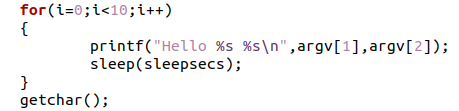 for(i=0;i<10;i++)
{
        printf("Hello %s %s\n",argv[1],argv[2]);
        sleep(sleepsecs);
}
getchar();